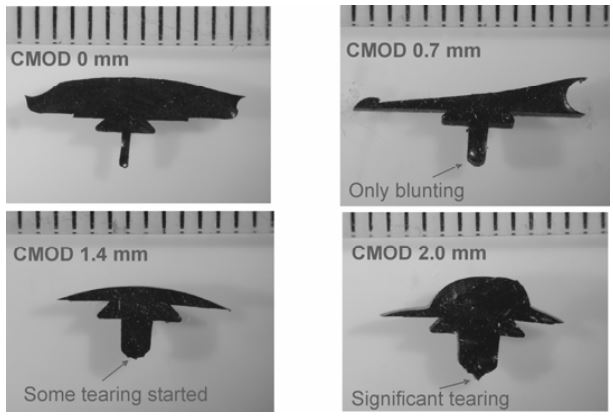 CMOD 0 mm
CMOD 0.7 mm
Only blunting
CMOD 1.4 mm
Some tearing started
CMOD 2.0 mm
Significant tearing